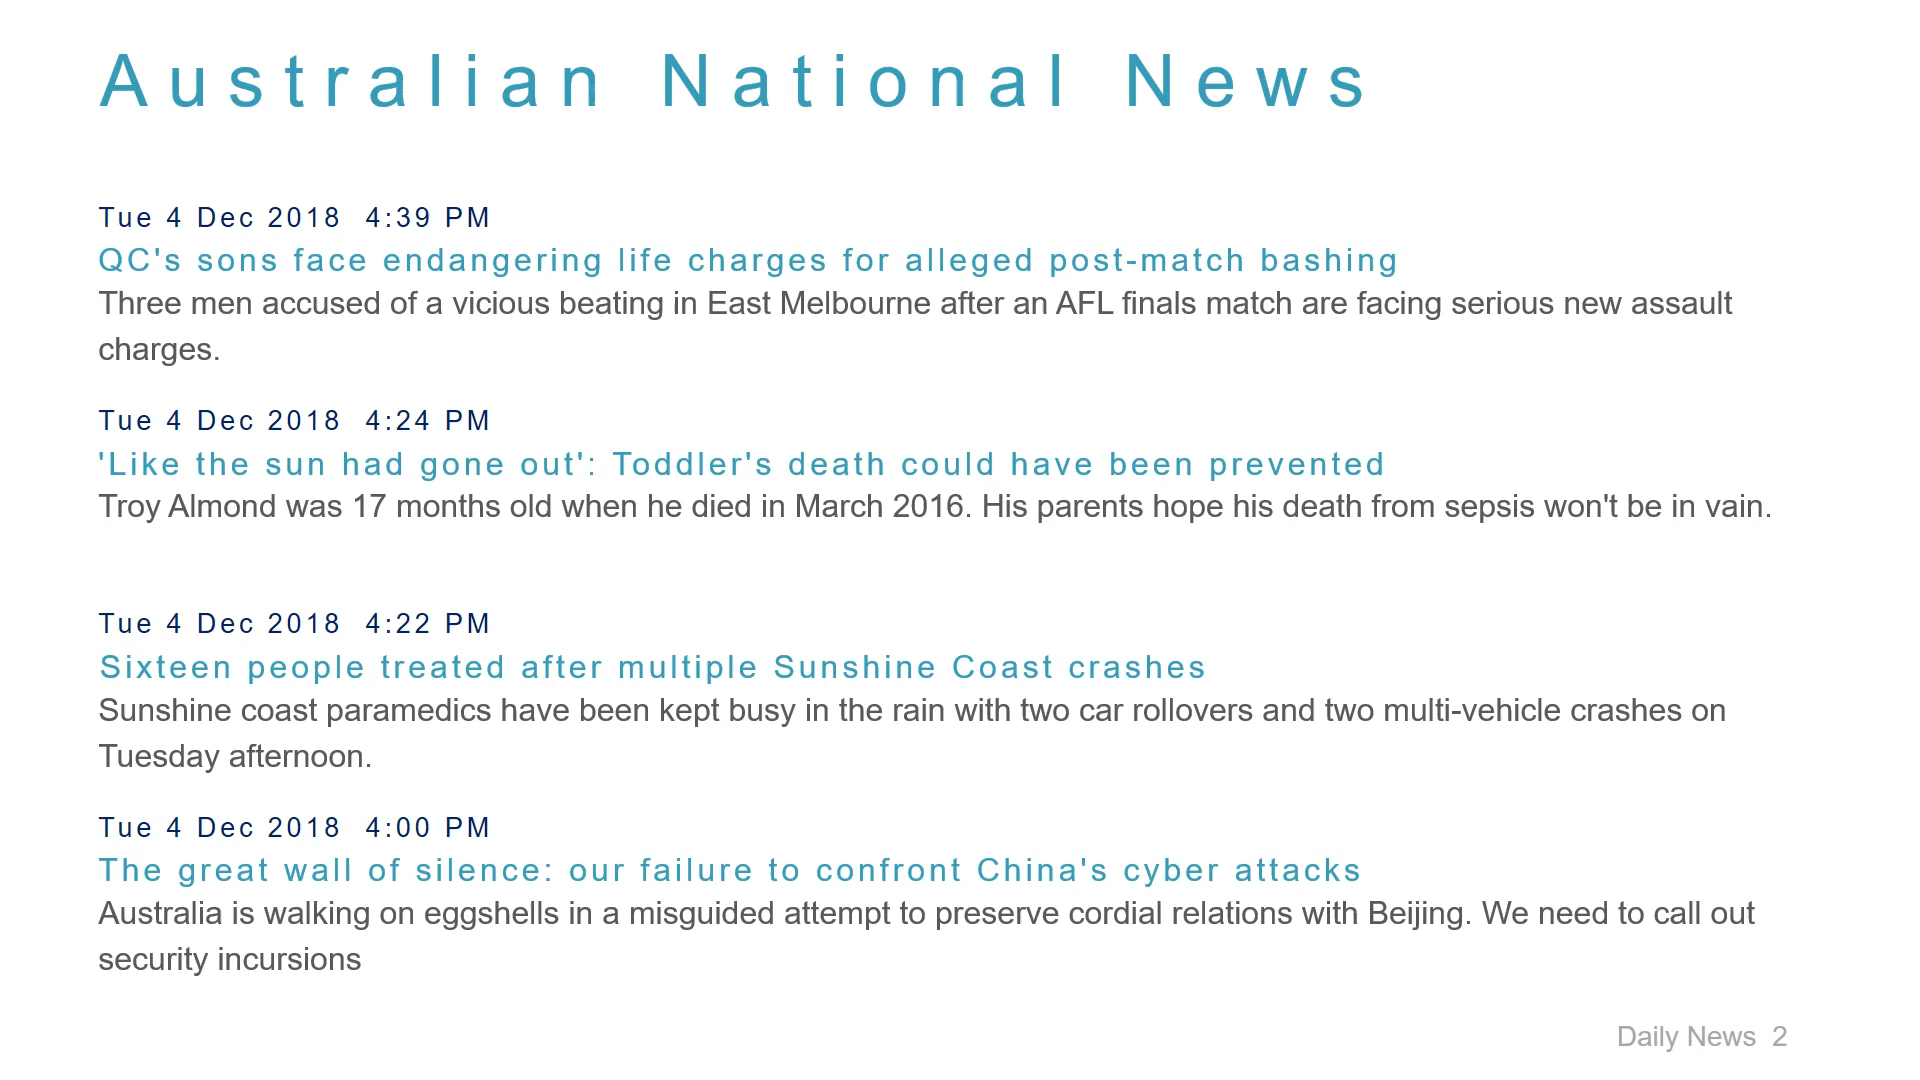 Australian National News
Tue 4 Dec 2018 4:39 PM
QC's sons face endangering life charges for alleged post-match bashing
Three men accused of a vicious beating in East Melbourne after an AFL finals match are facing serious new assault
charges.
Tue 4 Dec 2018 4:24 PM
'Like the sun had gone out': Toddler's death could have been prevented
Troy Almond was 17 months old when he died in March 2016. His parents hope his death from sepsis won't be in vain.
Tue 4 Dec 2018 4:22 PM
Sixteen people treated after multiple Sunshine Coast crashes
Sunshine coast paramedics have been kept busy in the rain with two car rollovers and two multi-vehicle crashes on
Tuesday afternoon.
Tue 4 Dec 2018 4:00 PM
The great wall of silence: our failure to confront China's cyber attacks
Australia is walking on eggshells in a misguided attempt to preserve cordial relations with Beijing. We need to call out
security incursions
Daily News 2